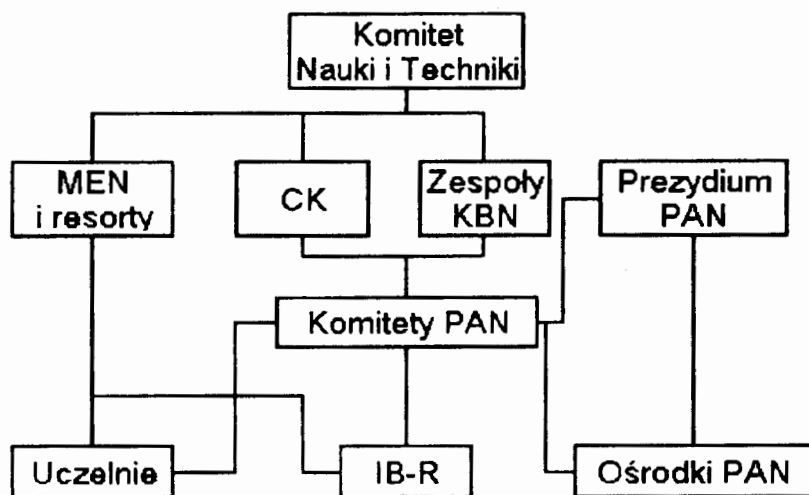 Komitet
Nauki i Techniki
MEN
i resorty
CK
Zespoły
KBN
Prezydium
PAN
Komitety PAN
Uczelnie
IB-R
Ośrodki PAN